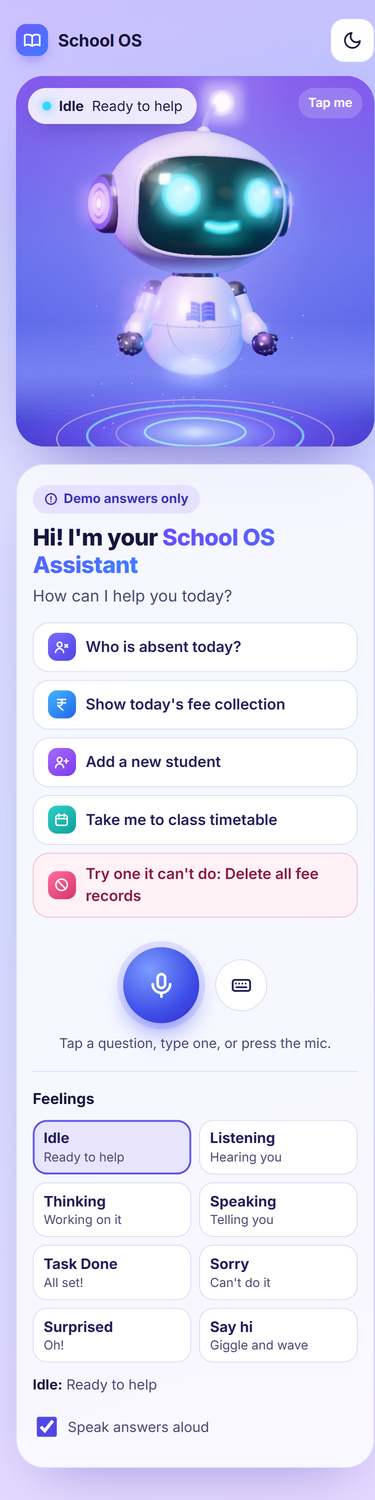 School OS
Idle Ready to help
Tap me
Demo answers only
Hi! I'm your School OS
Assistant
How can I help you today?
Who is absent today?
Show today's fee collection
Add a new student
Take me to class timetable
Try one it can't do: Delete all fee
records
Tap a question, type one, or press the mic.
Feelings
Idle
Ready to help
Listening
Hearing you
Thinking
Working on it
Speaking
Telling you
Task Done
All set!
Sorry
Can't do it
Surprised
Oh!
Say hi
Giggle and wave
Idle: Ready to help
Speak answers aloud